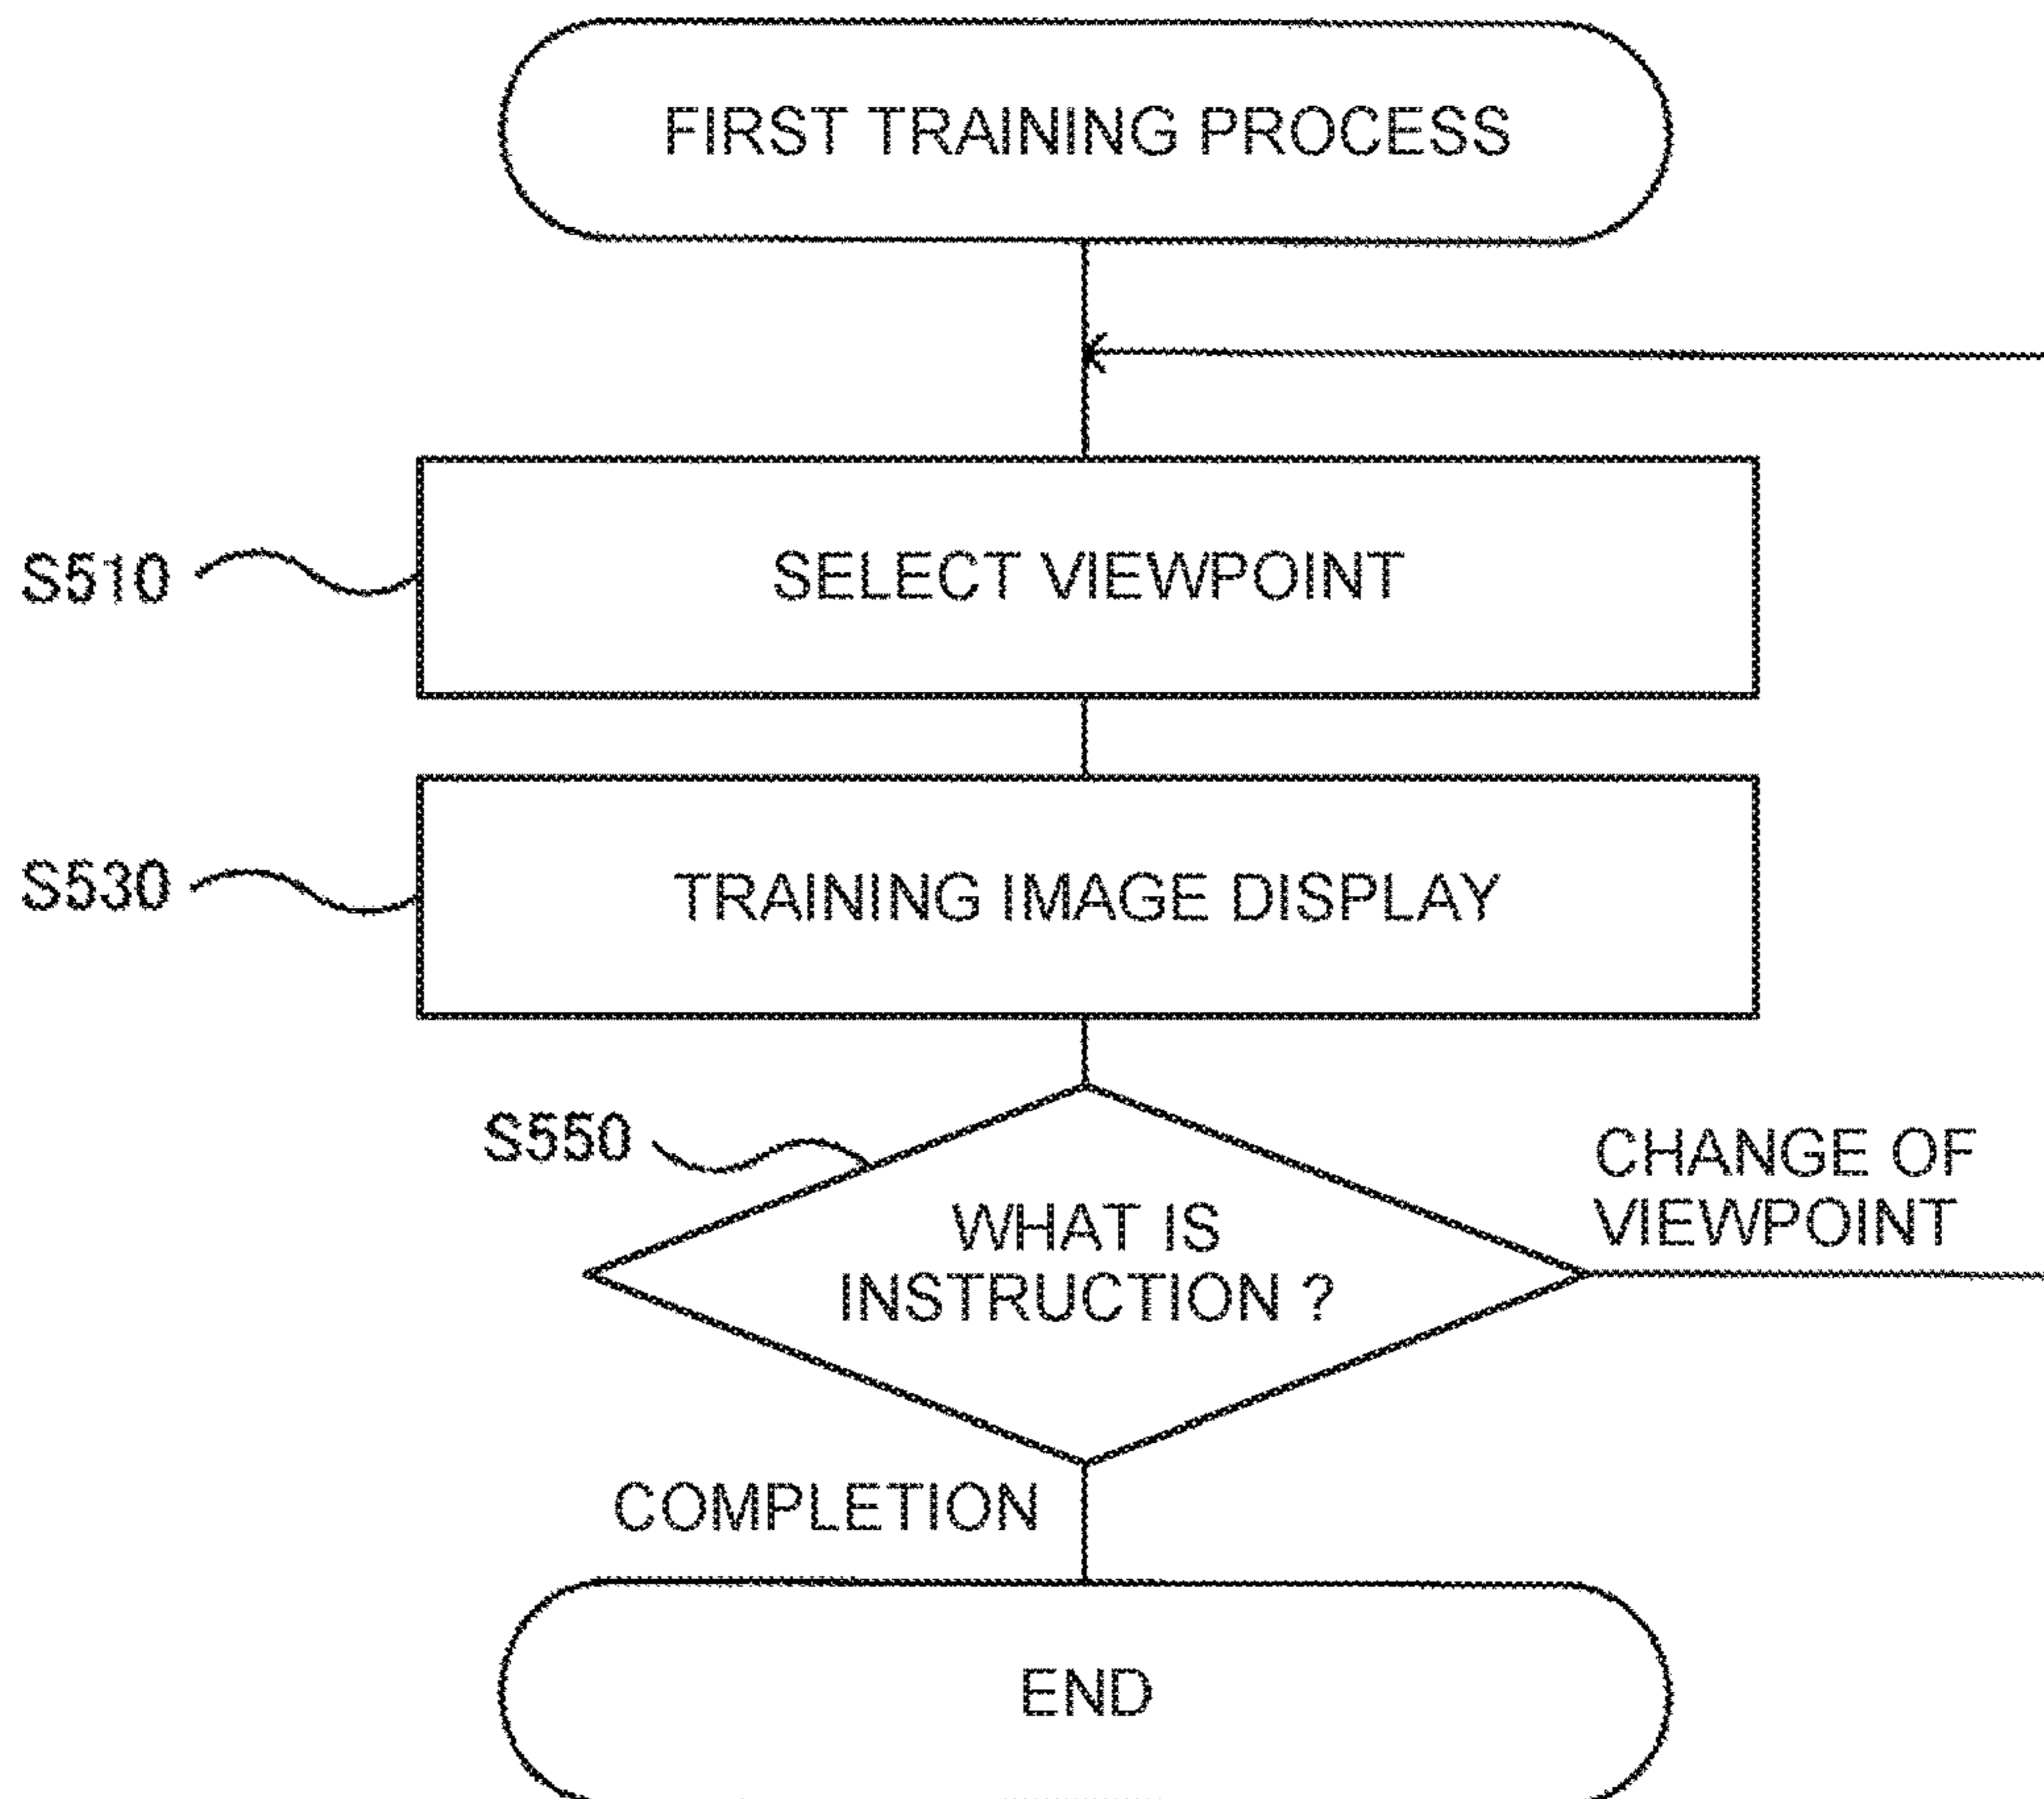 FIRST TRAINING PROCESS
S510
SELECT VIEWPOINT
S530
TRAINING IMAGE DISPLAY
S550
WHAT IS
INSTRUCTION ?
CHANGE OF
VIEWPOINT
COMPLETION
END